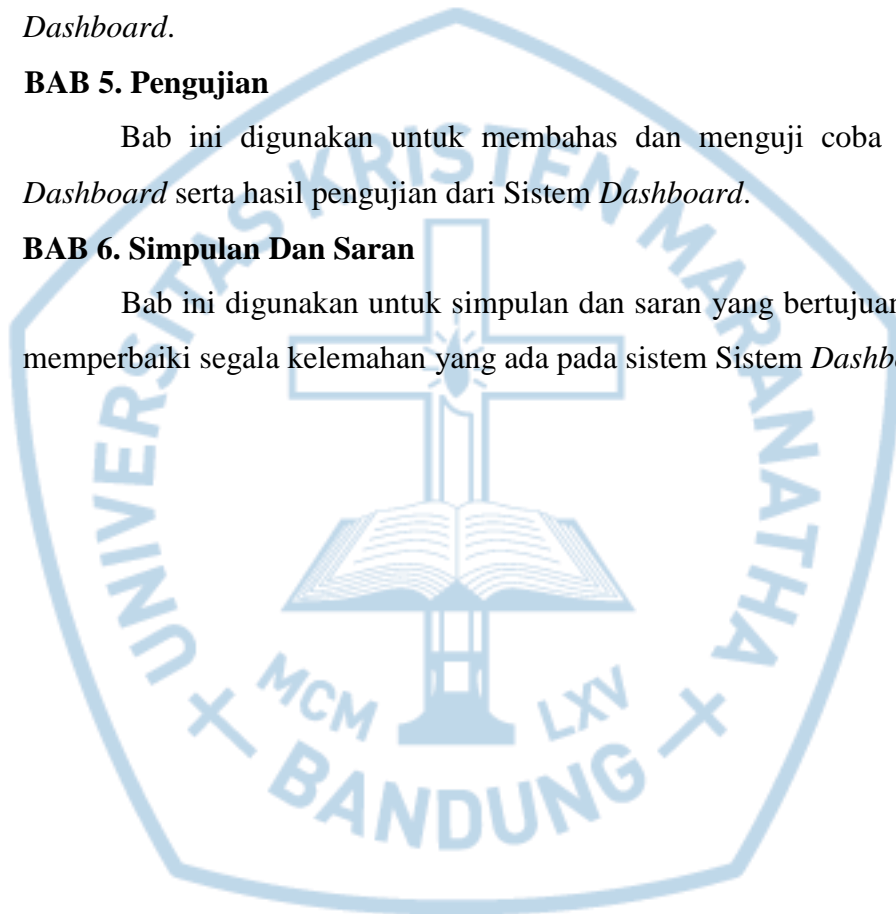 Dashboard.
BAB 5. Pengujian
Bab ini digunakan untuk membahas dan menguji coba
Dashboard serta hasil pengujian dari Sistem Dashboard.
BAB 6. Simpulan Dan Saran
Bab ini digunakan untuk simpulan dan saran yang bertujuan
memperbaiki segala kelemahan yang ada pada sistem Sistem
UNIVERSITAS KRISTEN MARANATHA
MCM LXV
BANDUNG